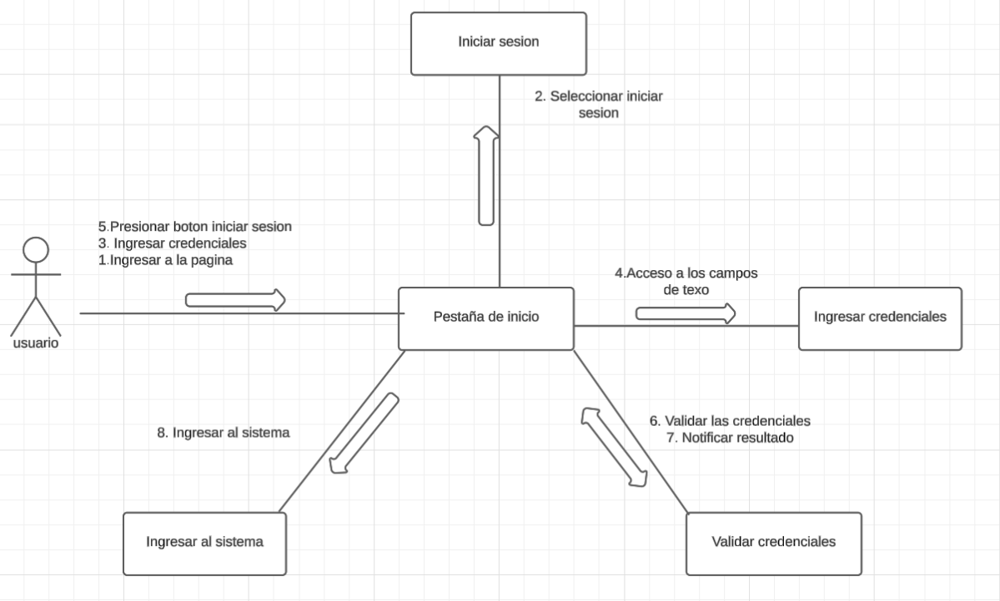 Iniciar sesion
2. Seleccionar iniciar
sesion
5.Presionar boton iniciar sesion
3. Ingresar credenciales
1.Ingresar a la pagina
usuario
Pestaña de inicio
4.Acceso a los campos
de texo
Ingresar credenciales
8. Ingresar al sistema
6. Validar las credenciales
7. Notificar resultado
Ingresar al sistema
Validar credenciales